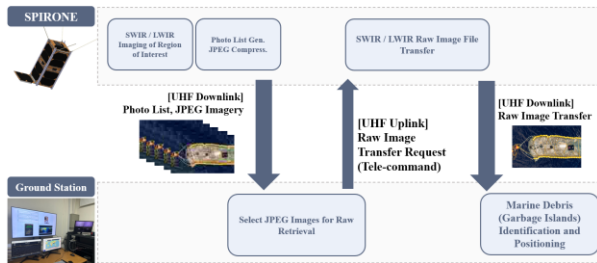 SPIRONE
SWIR / LWIR
Imaging of Region
of Interest
Photo List Gen.
JPEG Compress.
SWIR / LWIR Raw Image File
Transfer
[UHF Downlink]
Photo List, JPEG Imagery
[UHF Uplink]
Raw Image
Transfer Request
(Tele-command)
[UHF Downlink]
Raw Image Transfer
Ground Station
Select JPEG Images for Raw
Retrieval
Marine Debris
(Garbage Islands)
Identification and
Positioning